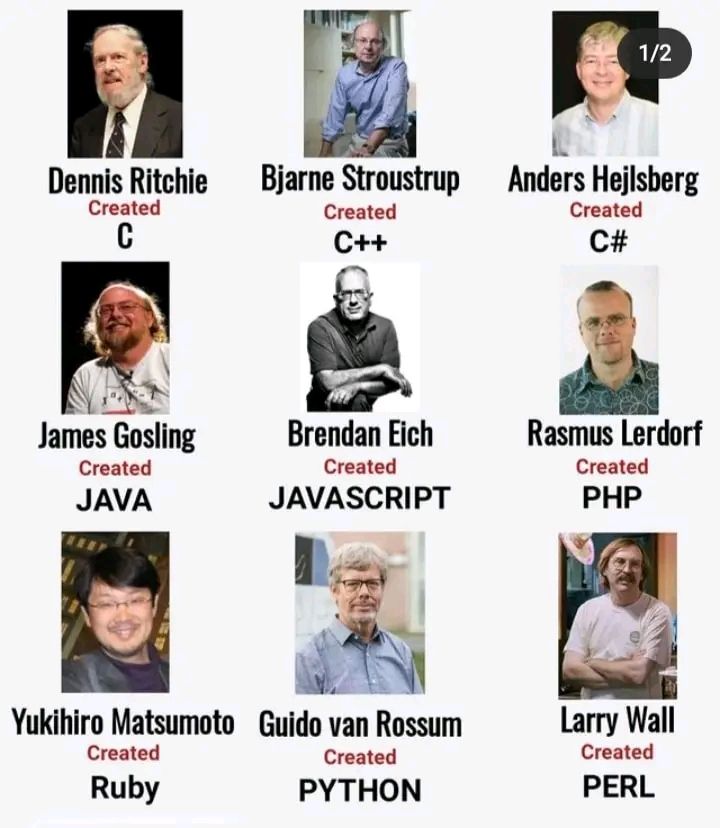 1/2
Dennis Ritchie
Created
C
Bjarne Stroustrup
Created
C++
Anders Hejlsberg
Created
C#
James Gosling
Created
JAVA
Brendan Eich
Created
JAVASCRIPT
Rasmus Lerdorf
Created
PHP
Yukihiro Matsumoto
Created
Ruby
Guido van Rossum
Created
PYTHON
Larry Wall
Created
PERL